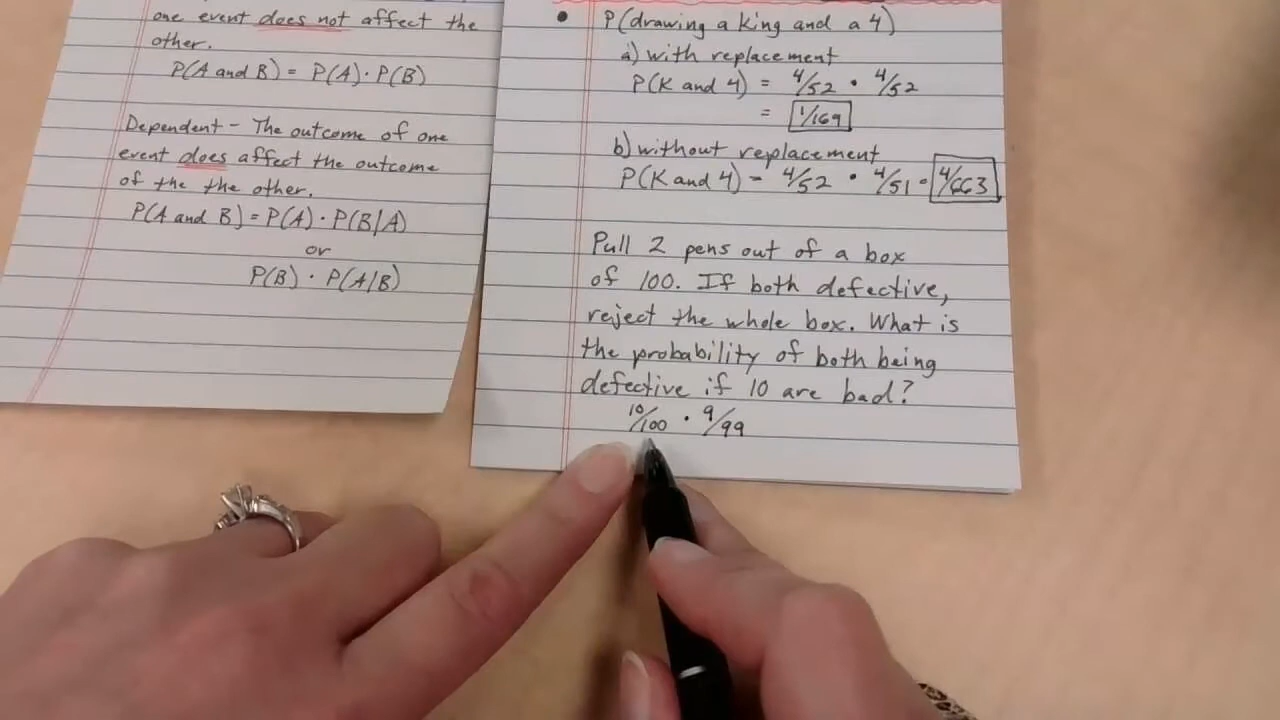 one event does not affect the
other.
P(A and B) = P(A) · P(B)
Dependent - The outcome of one
event does affect the outcome
of the the other.
P(A and B) = P(A) · P(B|A)
or
P(B) · P(A|B)
• P(drawing a king and a 4)
a) with replacement
P(K and 4) = 4/52 · 4/52
= 1/169
b) without replacement
P(K and 4) = 4/52 · 4/51 = 4/663
Pull 2 pens out of a box
of 100. If both defective,
reject the whole box. What is
the probability of both being
defective if 10 are bad?
10/100 · 9/99